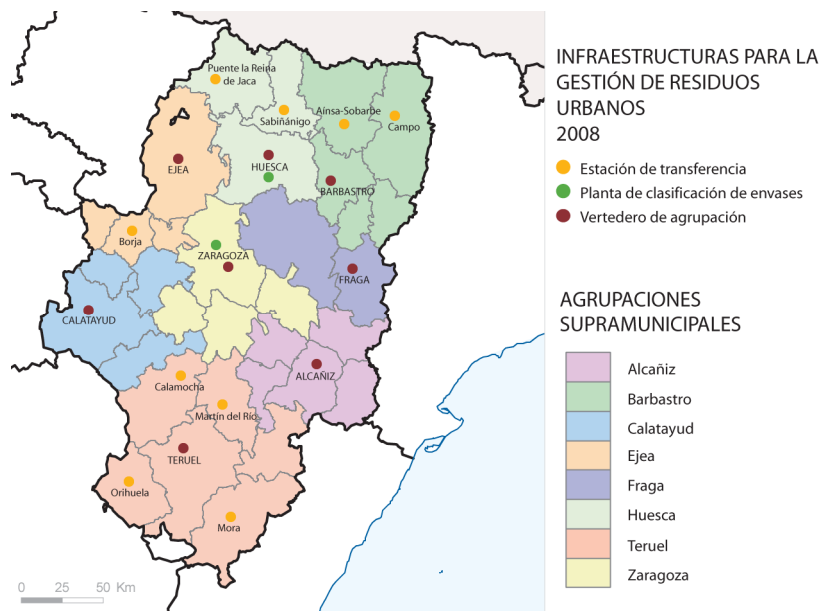 INFRAESTRUCTURAS PARA LA
GESTIÓN DE RESIDUOS
URBANOS
2008
Estación de transferencia
Planta de clasificación de envases
Vertedero de agrupación
AGRUPACIONES
SUPRAMUNICIPALES
Alcañiz
Barbastro
Calatayud
Ejea
Fraga
Huesca
Teruel
Zaragoza
Puente la Reina
de Jaca
Sabiñánigo
Aínsa-Sobarbe
Campo
EJEA
HUESCA
BARBASTRO
Borja
ZARAGOZA
FRAGA
CALATAYUD
Calamocha
ALCAÑIZ
Martín del Río
TERUEL
Orihuela
Mora
0 25 50 Km